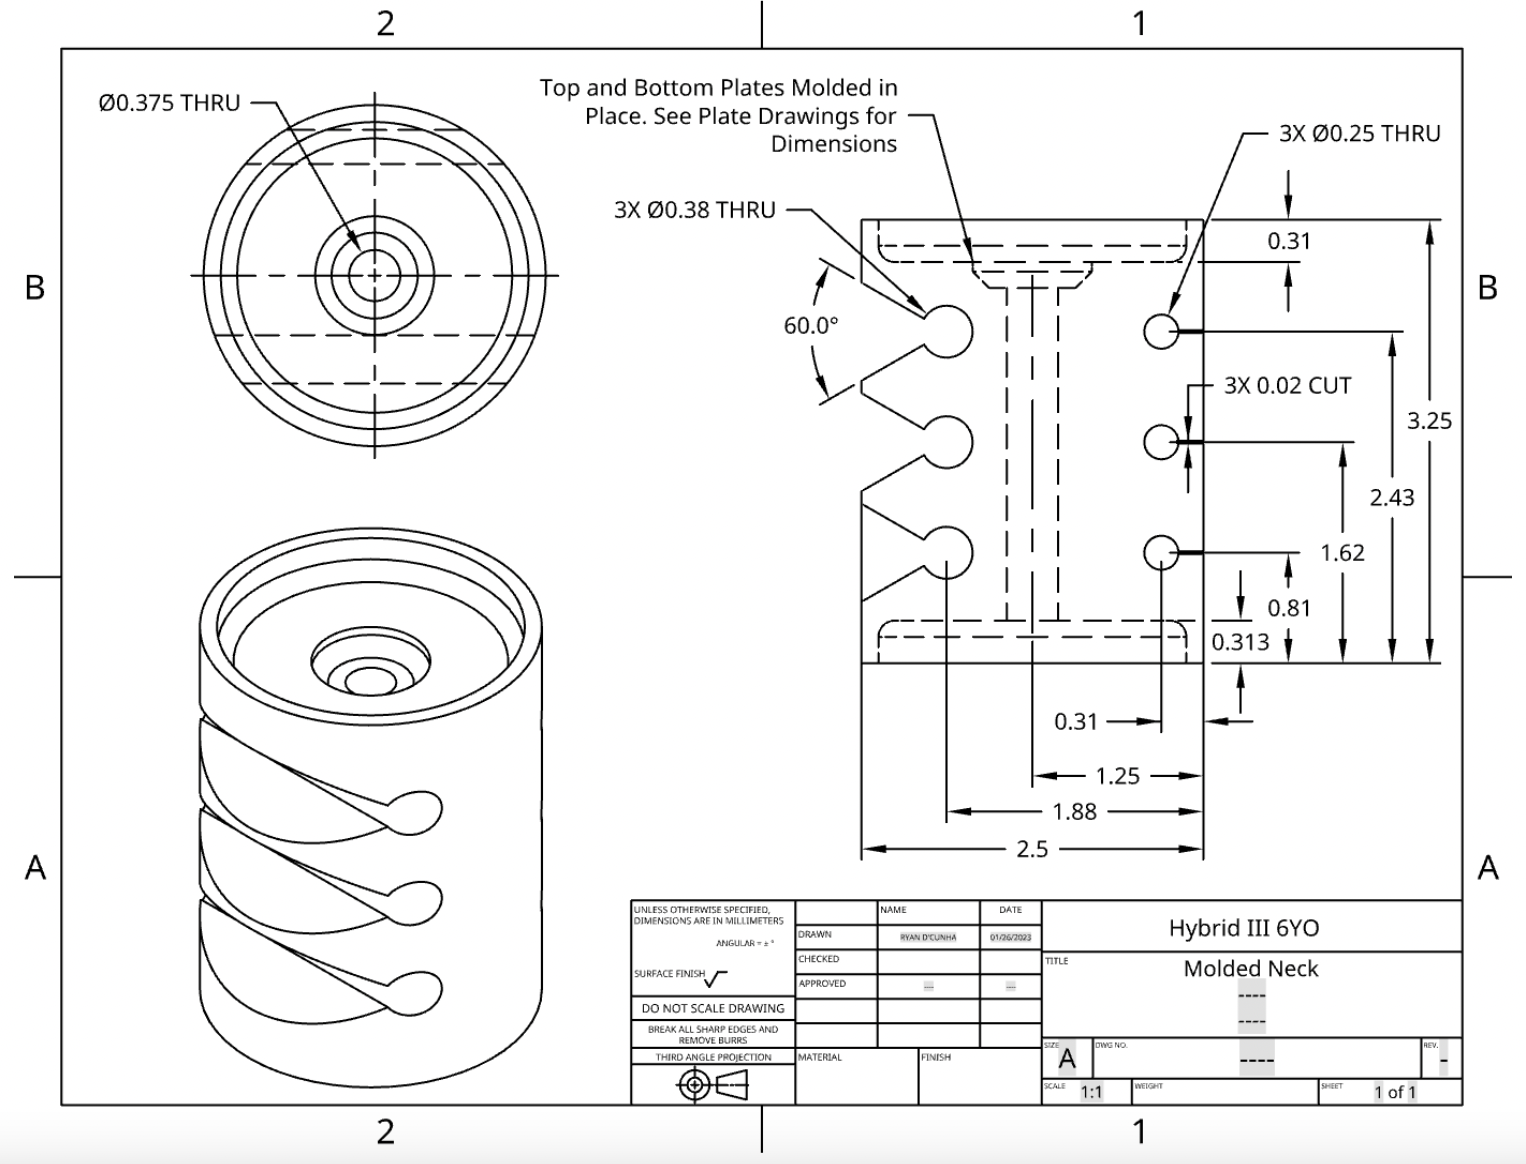 2
1
Ø0.375 THRU
Top and Bottom Plates Molded in
Place. See Plate Drawings for
Dimensions
3X Ø0.25 THRU
3X Ø0.38 THRU
0.31
B
B
60.0°
3X 0.02 CUT
3.25
2.43
1.62
0.81
0.313
0.31
1.25
1.88
2.5
A
A
UNLESS OTHERWISE SPECIFIED,
DIMENSIONS ARE IN MILLIMETERS
ANGULAR = ± °
SURFACE FINISH
DO NOT SCALE DRAWING
BREAK ALL SHARP EDGES AND
REMOVE BURRS
THIRD ANGLE PROJECTION
NAME
DATE
DRAWN
RYAN D'CUNHA
01/26/2023
CHECKED
APPROVED
----
----
MATERIAL
FINISH
Hybrid III 6YO
TITLE
Molded Neck
----
----
SIZE
A
DWG NO.
----
REV.
-
SCALE
1:1
WEIGHT
SHEET
1 of 1
2
1